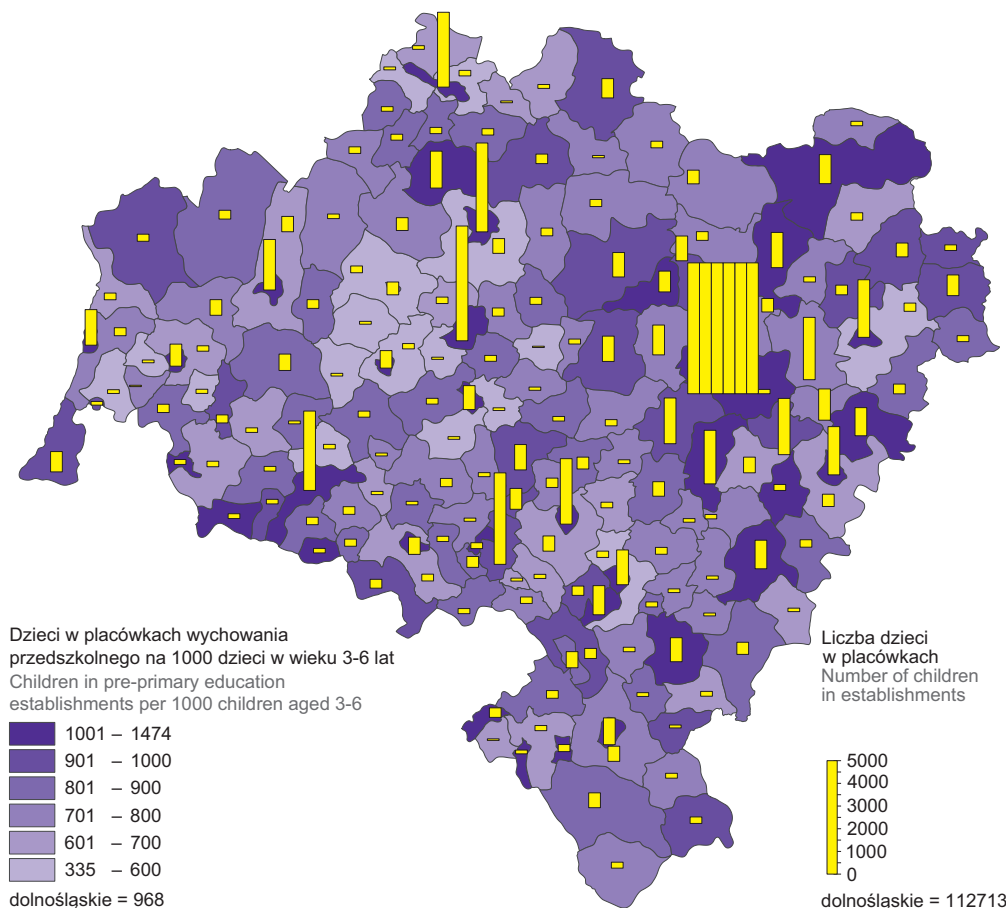 Dzieci w placówkach wychowania
przedszkolnego na 1000 dzieci w wieku 3-6 lat
Children in pre-primary education
establishments per 1000 children aged 3-6
1001 – 1474
901 – 1000
801 – 900
701 – 800
601 – 700
335 – 600
dolnośląskie = 968
Liczba dzieci
w placówkach
Number of children
in establishments
5000
4000
3000
2000
1000
0
dolnośląskie = 112713